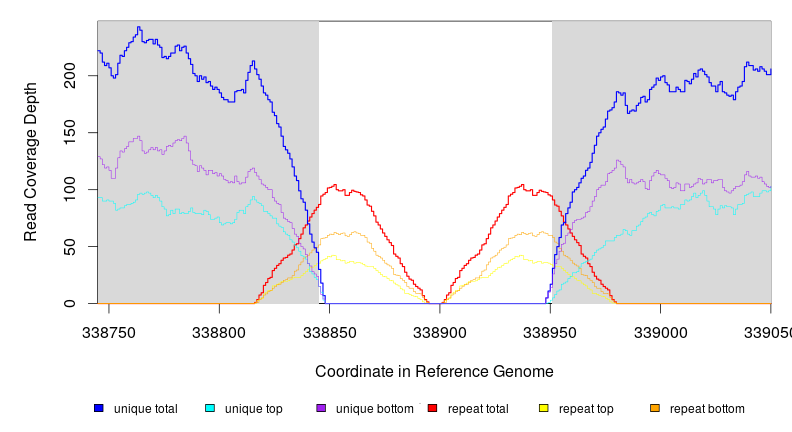 Read Coverage Depth
200
150
100
50
0
338750 338800 338850 338900 338950 339000 339050
Coordinate in Reference Genome
unique total unique top unique bottom repeat total repeat top repeat bottom